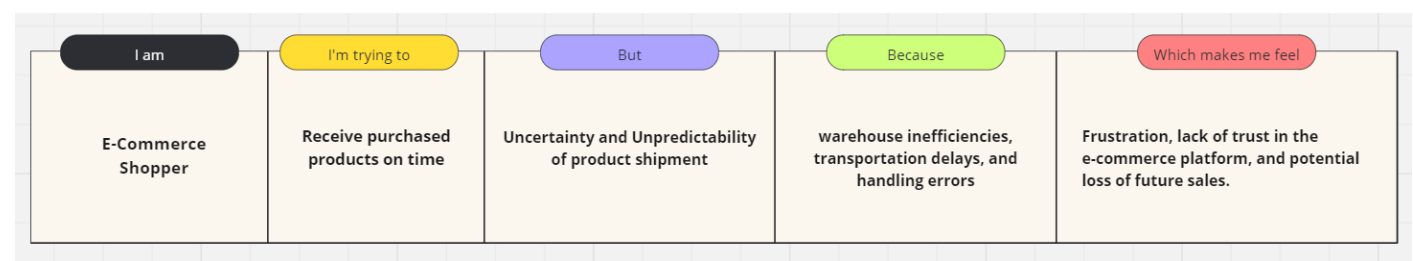 I am
I'm trying to
But
Because
Which makes me feel
E-Commerce
Shopper
Receive purchased
products on time
Uncertainty and Unpredictability
of product shipment
warehouse inefficiencies,
transportation delays, and
handling errors
Frustration, lack of trust in the
e-commerce platform, and potential
loss of future sales.